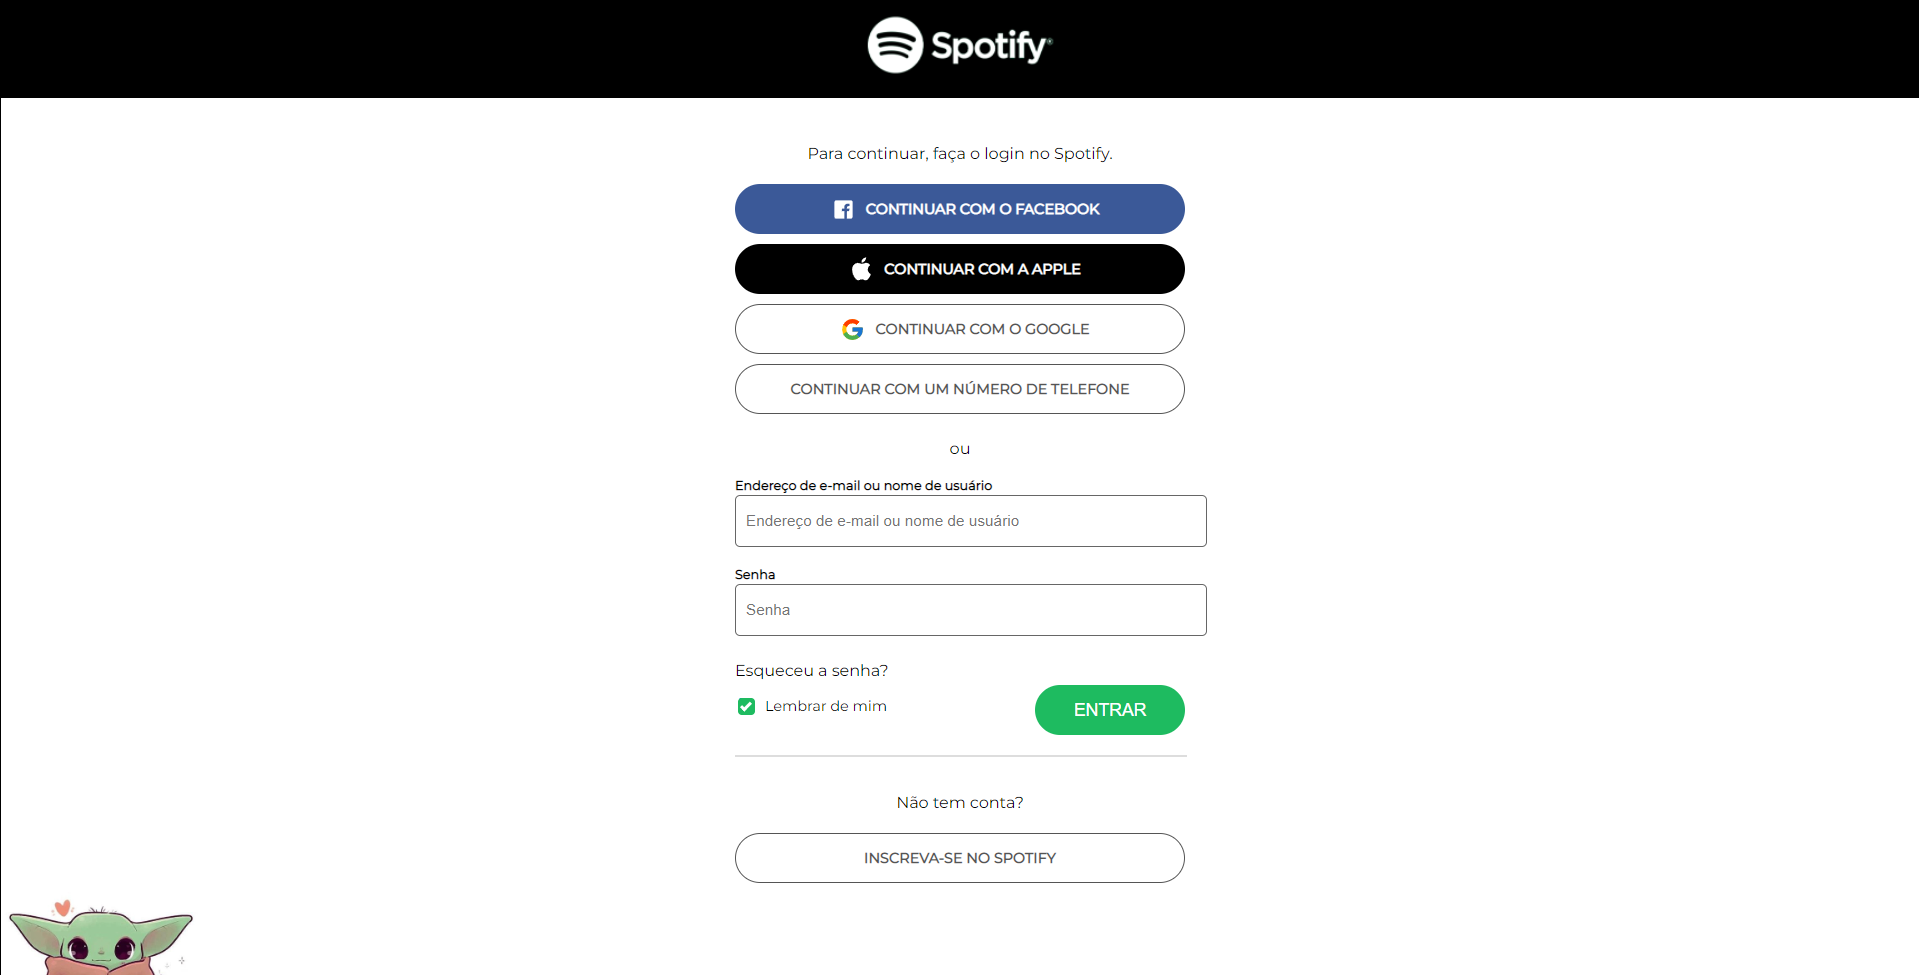 Spotify®
Para continuar, faça o login no Spotify.
CONTINUAR COM O FACEBOOK
CONTINUAR COM A APPLE
CONTINUAR COM O GOOGLE
CONTINUAR COM UM NÚMERO DE TELEFONE
ou
Endereço de e-mail ou nome de usuário
Endereço de e-mail ou nome de usuário
Senha
Senha
Esqueceu a senha?
Lembrar de mim
ENTRAR
Não tem conta?
INSCREVA-SE NO SPOTIFY